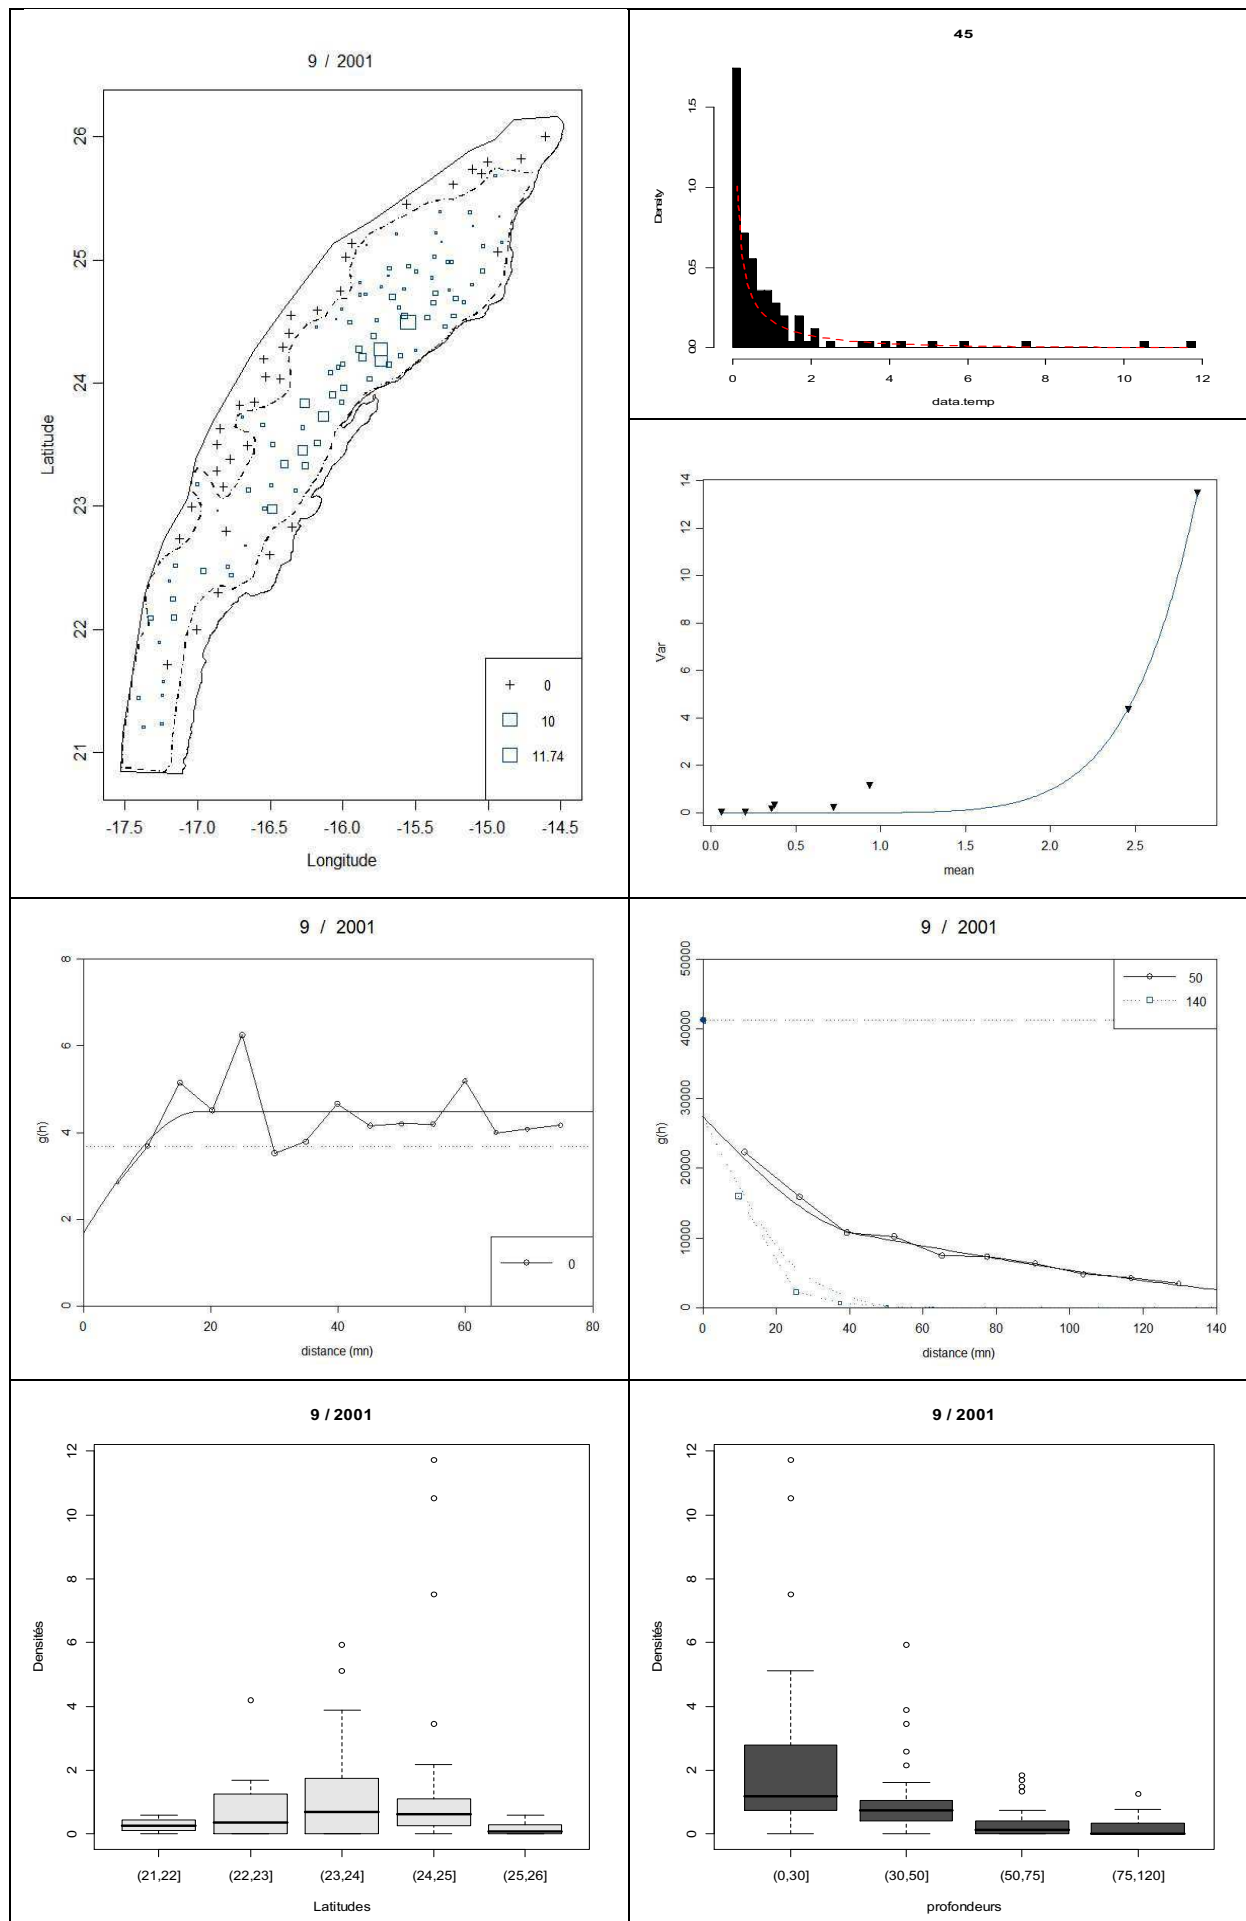 9 / 2001
Latitude
26
25
24
23
22
21
+ 0
10
11.74
-17.5 -17.0 -16.5 -16.0 -15.5 -15.0 -14.5
Longitude
45
Density
1.5
1.0
0.5
0.0
0 2 4 6 8 10 12
data.temp
Var
14
12
10
8
6
4
2
0
0.0 0.5 1.0 1.5 2.0 2.5
mean
9 / 2001
g(h)
8
6
4
2
0
0
0 20 40 60 80
distance (mn)
9 / 2001
g(h)
50000
40000
30000
20000
10000
0
50
140
0 20 40 60 80 100 120 140
distance (mn)
9 / 2001
Densités
12
10
8
6
4
2
0
(21,22] (22,23] (23,24] (24,25] (25,26]
Latitudes
9 / 2001
Densités
12
10
8
6
4
2
0
(0,30] (30,50] (50,75] (75,120]
profondeurs